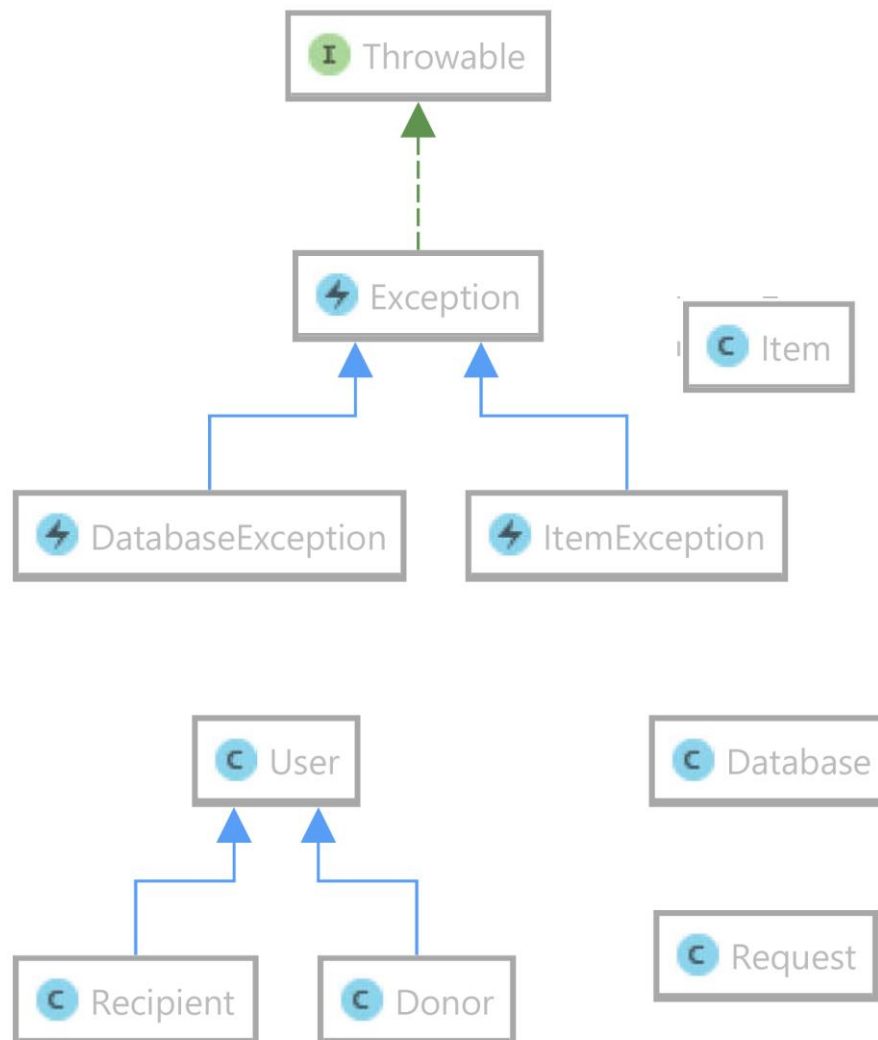 I Throwable
Exception
C Item
DatabaseException
ItemException
C User
C Database
C Request
C Recipient
C Donor